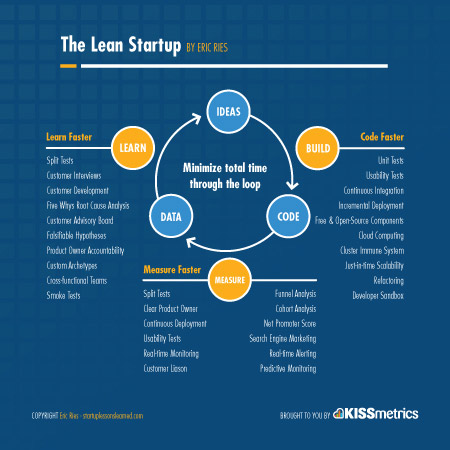 The Lean Startup BY ERIC RIES
IDEAS
LEARN
BUILD
Minimize total time
through the loop
DATA
CODE
MEASURE
Learn Faster
Split Tests
Customer Interviews
Customer Development
Five Whys Root Cause Analysis
Customer Advisory Board
Falsifiable Hypotheses
Product Owner Accountability
Custom Archetypes
Cross-functional Teams
Smoke Tests
Code Faster
Unit Tests
Usability Tests
Continuous Integration
Incremental Deployment
Free & Open-Source Components
Cloud Computing
Cluster Immune System
Just-in-time Scalability
Refactoring
Developer Sandbox
Measure Faster
Split Tests
Clear Product Owner
Continuous Deployment
Usability Tests
Real-time Monitoring
Customer Liason
Funnel Analysis
Cohort Analysis
Net Promoter Score
Search Engine Marketing
Real-time Alerting
Predictive Monitoring
COPYRIGHT Eric Ries - startuplessonslearned.com
BROUGHT TO YOU BY KISSmetrics